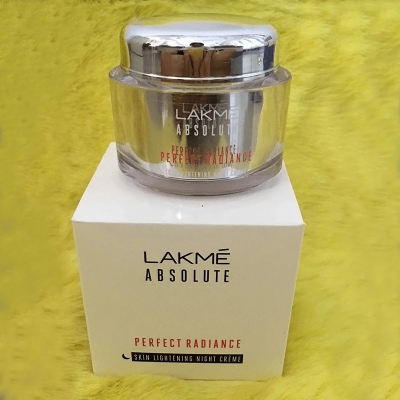 LAKMÉ
ABSOLUTE
PERFECT RADIANCE
LAKMÉ
ABSOLUTE
PERFECT RADIANCE
SKIN LIGHTENING NIGHT CRÈME